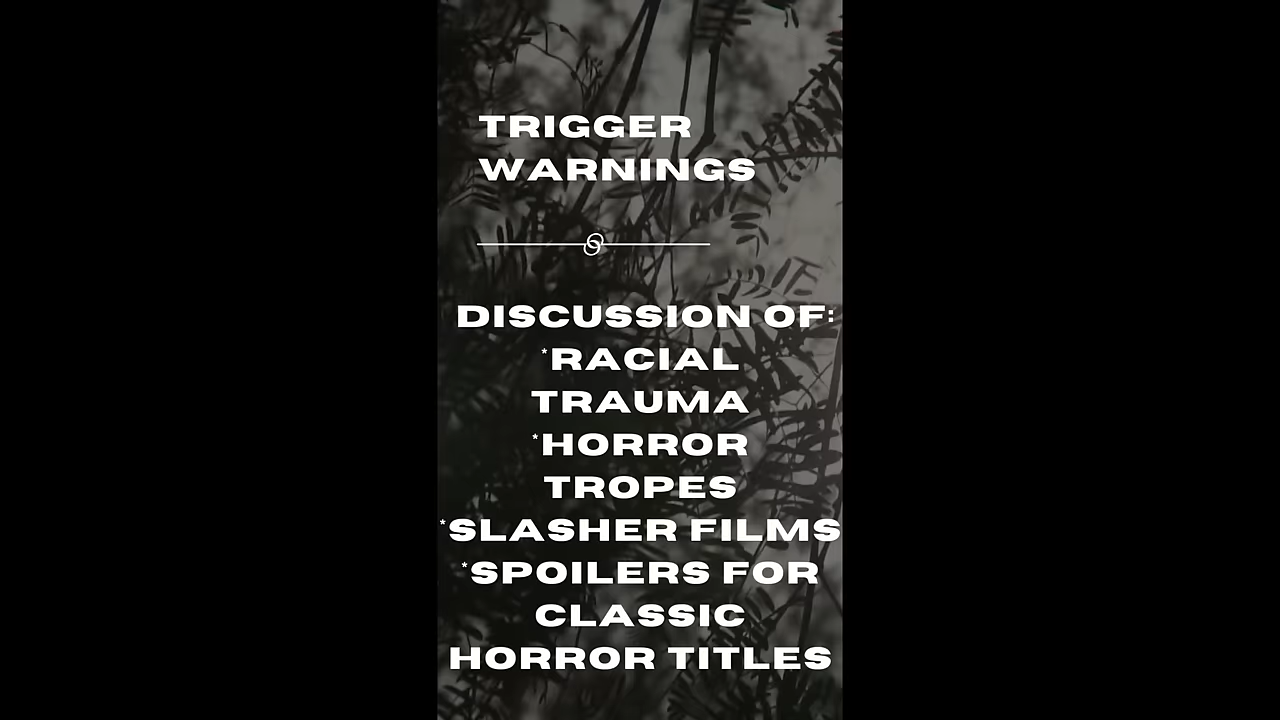 TRIGGER
WARNINGS
DISCUSSION OF:
*RACIAL
TRAUMA
*HORROR
TROPES
*SLASHER FILMS
*SPOILERS FOR
CLASSIC
HORROR TITLES